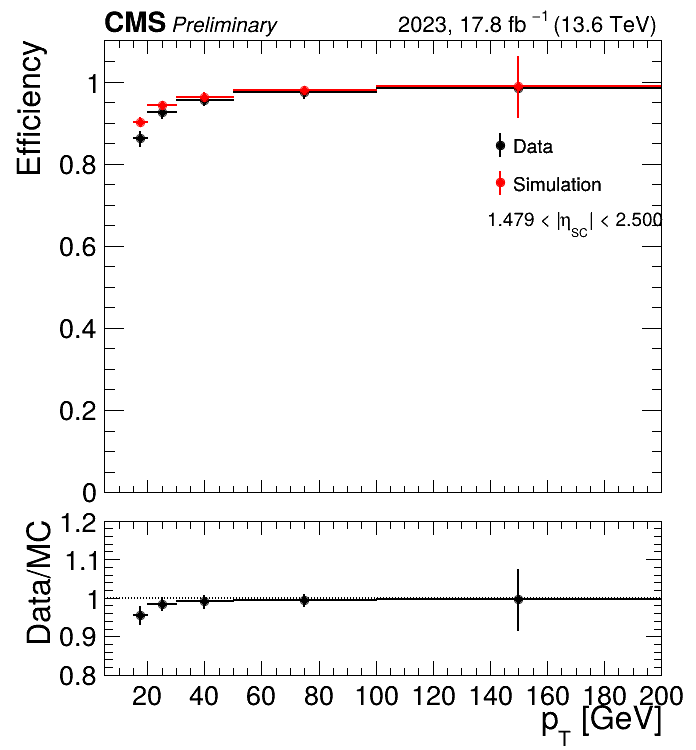 CMS Preliminary 2023, 17.8 fb⁻¹ (13.6 TeV)
Efficiency
1
0.8
0.6
0.4
0.2
0
Data
Simulation
1.479 < |η_SC| < 2.500
Data/MC
1.2
1.1
1
0.9
0.8
20 40 60 80 100 120 140 160 180 200
p_T [GeV]